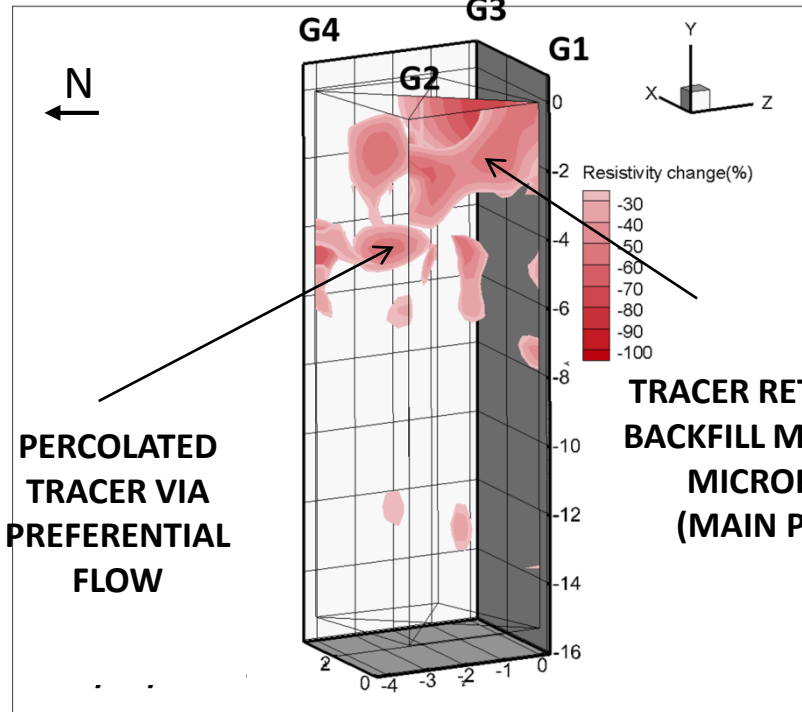 G3
G4
G1
N
G2
Y
X
Z
0
-2
-4
-6
-8
-10
-12
-14
-16
Resistivity change(%)
-30
-40
-50
-60
-70
-80
-90
-100
PERCOLATED
TRACER VIA
PREFERENTIAL
FLOW
TRACER
BACKFILL
(MAIN
2
0
-4
-3
-2
-1
0